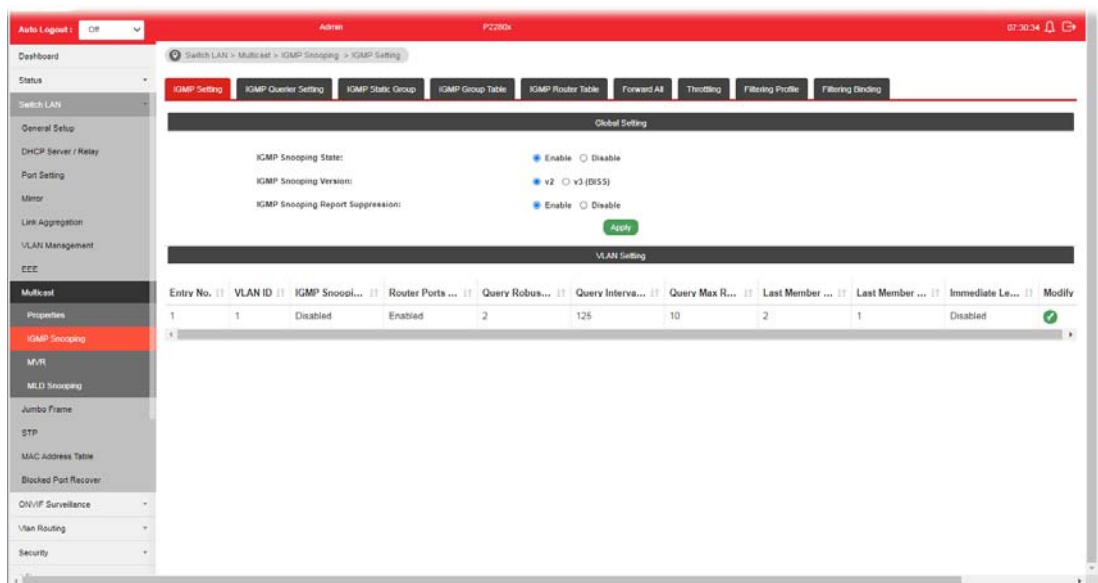 Auto Logout : Off Admin P2280x 07:30:34
Dashboard
Status
Switch LAN
General Setup
DHCP Server / Relay
Port Setting
Mirror
Link Aggregation
VLAN Management
EEE
Multicast
Properties
IGMP Snooping
MVR
MLD Snooping
Jumbo Frame
STP
MAC Address Table
Blocked Port Recover
ONVIF Surveillance
Vlan Routing
Security
Switch LAN > Multicast > IGMP Snooping > IGMP Setting
IGMP Setting IGMP Querier Setting IGMP Static Group IGMP Group Table IGMP Router Table Forward All Throttling Filtering Profile Filtering Binding
Global Setting
IGMP Snooping State: Enable Disable
IGMP Snooping Version: v2 v3 (BISS)
IGMP Snooping Report Suppression: Enable Disable
Apply
VLAN Setting
Entry No. VLAN ID IGMP Snoopi... Router Ports ... Query Robus... Query Interva... Query Max R... Last Member ... Last Member ... Immediate Le... Modify
1 1 Disabled Enabled 2 125 10 2 1 Disabled